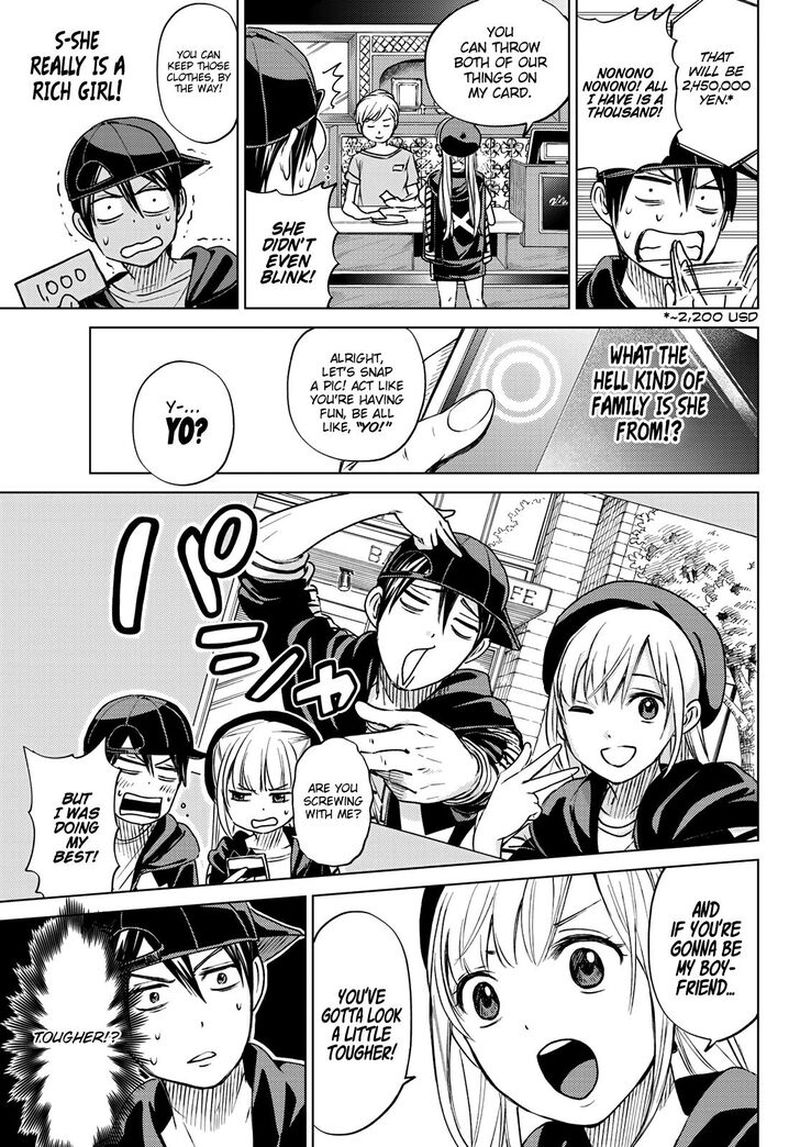 THAT
WILL BE
2,450,000
YEN.*
NONONO
NONONO! ALL
I HAVE IS A
THOUSAND!
*~2,200 USD
YOU
CAN THROW
BOTH OF OUR
THINGS ON
MY CARD.
SHE
DIDN'T
EVEN
BLINK!
YOU CAN
KEEP THOSE
CLOTHES, BY
THE WAY!
S-SHE
REALLY IS A
RICH GIRL!
1,000
WHAT THE
HELL KIND OF
FAMILY IS SHE
FROM!?
ALRIGHT,
LET'S SNAP
A PIC! ACT LIKE
YOU'RE HAVING
FUN, BE ALL
LIKE, "YO!"
Y-...
YO?
パシャ
ARE YOU
SCREWING
WITH ME?
BUT I
WAS
DOING
MY
BEST!
AND
IF YOU'RE
GONNA BE
MY BOY-
FRIEND...
YOU'VE
GOTTA LOOK
A LITTLE
TOUGHER!
TOUGHER!?